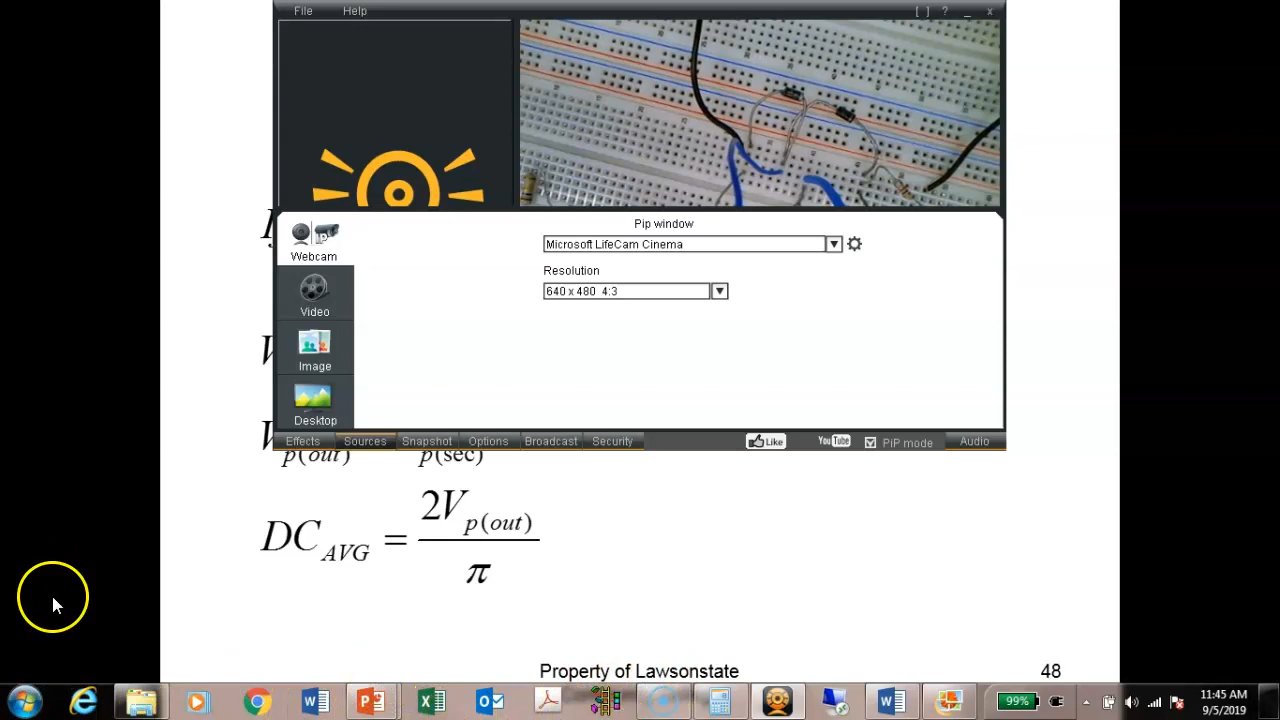 File Help [ ] ? _ x
Pip window
Microsoft LifeCam Cinema
Webcam
Resolution
640 x 480 4:3
Video
Image
Desktop
Effects Sources Snapshot Options Broadcast Security Like YouTube PiP mode Audio
p(out) p(sec)
DC_AVG = 2V_p(out) / π
Property of Lawsonstate 48
99% 11:45 AM
9/5/2019